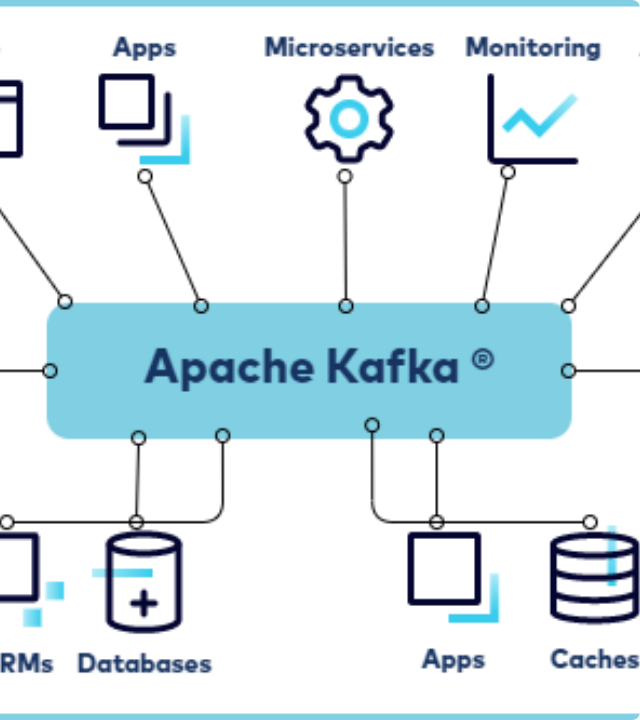 Apps
Microservices
Monitoring
Apache Kafka ®
RMs
Databases
Apps
Caches